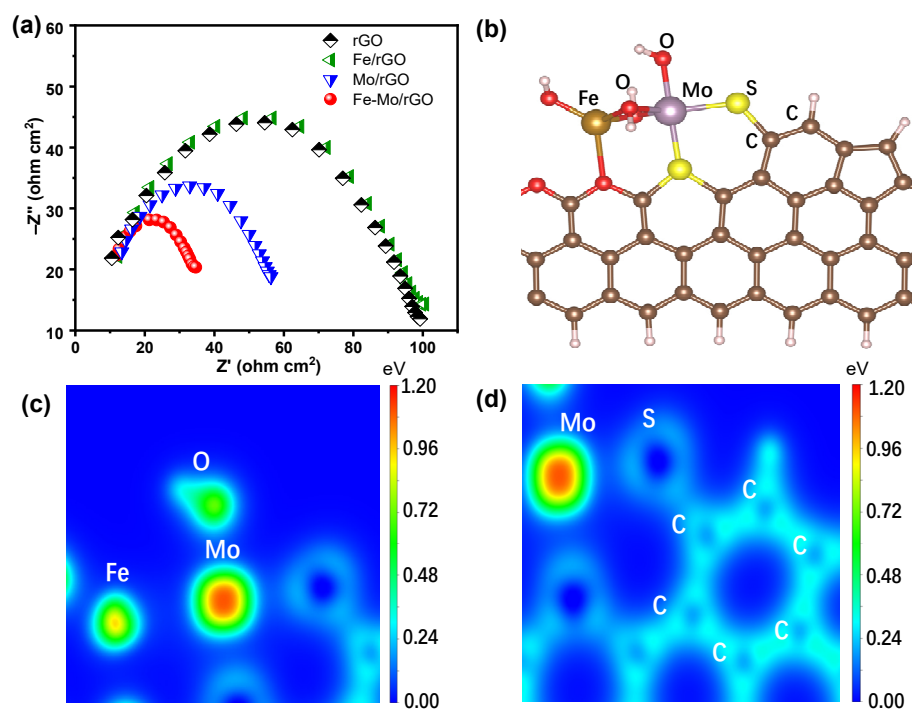 (a)
60
50
40
30
20
10
–Z'' (ohm cm²)
0
20
40
60
80
100
Z' (ohm cm²)
rGO
Fe/rGO
Mo/rGO
Fe-Mo/rGO
(b)
O
O
Fe
Mo
S
C
C
(c)
eV
1.20
0.96
0.72
0.48
0.24
0.00
O
Mo
Fe
(d)
eV
1.20
0.96
0.72
0.48
0.24
0.00
Mo
S
C
C
C
C
C
C